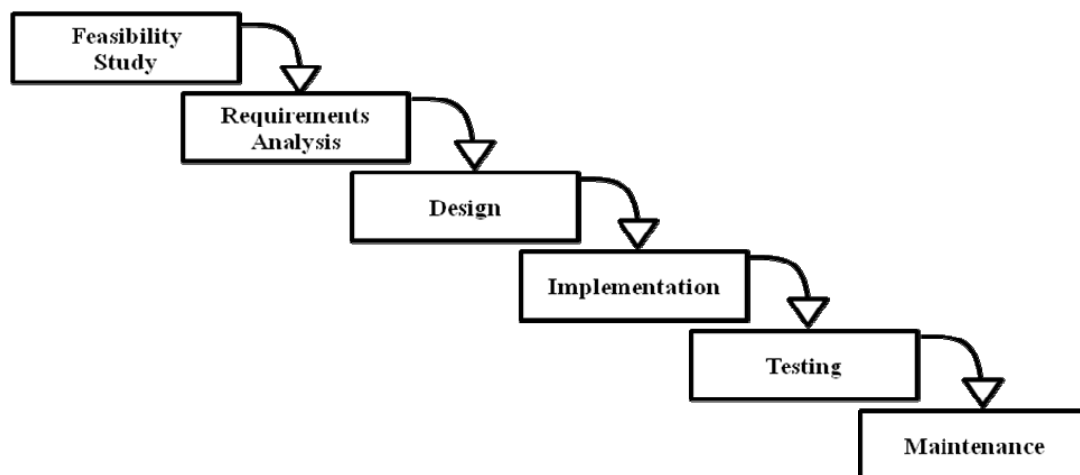 Feasibility
Study
Requirements
Analysis
Design
Implementation
Testing
Maintenance